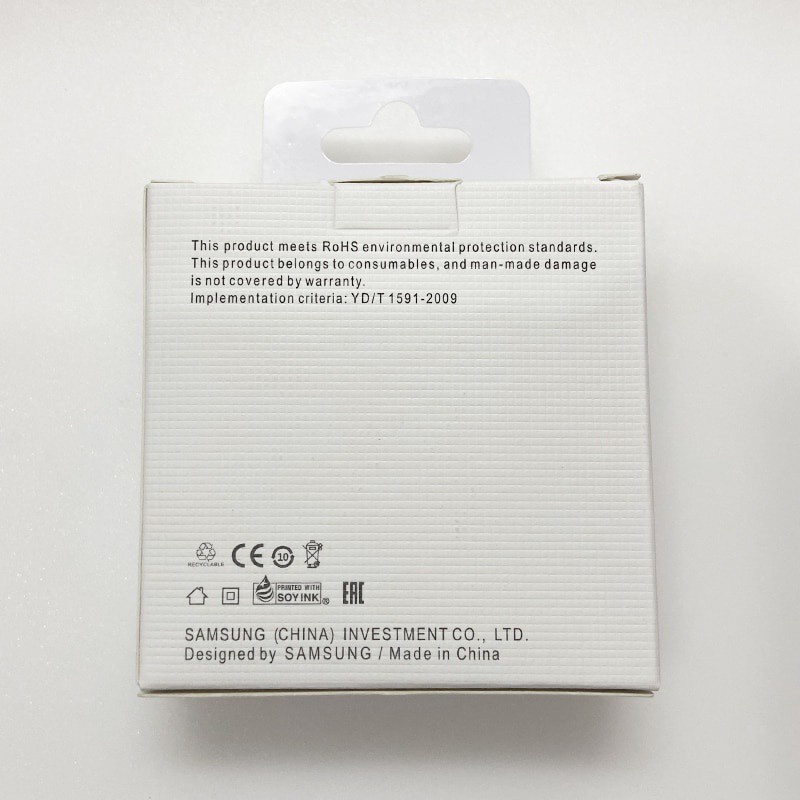 This product meets RoHS environmental protection standards.
This product belongs to consumables, and man-made damage
is not covered by warranty.
Implementation criteria: YD/T 1591-2009
RECYCLABLE
CE
10
PRINTED WITH
SOY INK®
EAC
SAMSUNG (CHINA) INVESTMENT CO., LTD.
Designed by SAMSUNG / Made in China